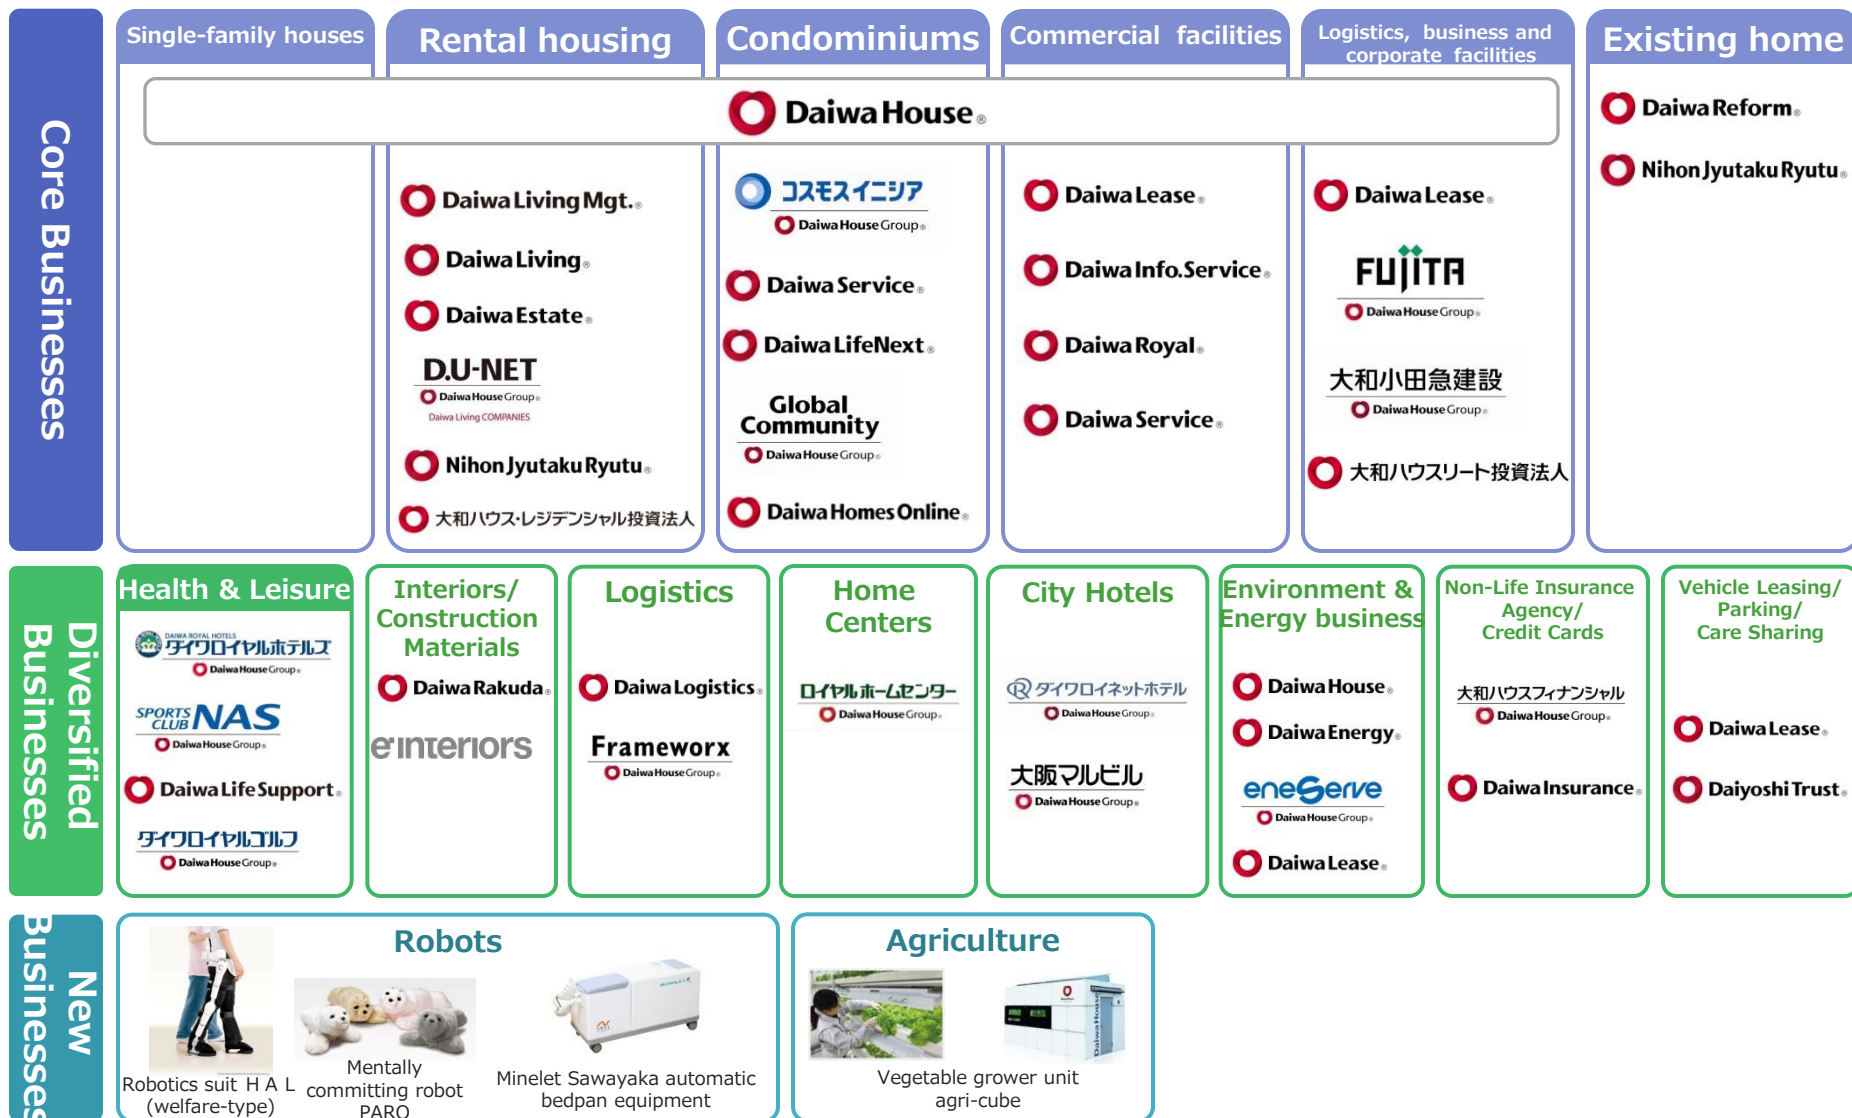 Core Businesses
Single-family houses
Rental housing
Condominiums
Commercial facilities
Logistics, business and
corporate facilities
Existing home
Daiwa House®
Daiwa Living Mgt.®
Daiwa Living®
Daiwa Estate®
D.U-NET
Daiwa House Group®
Daiwa Living COMPANIES
Nihon Jyutaku Ryutu®
大和ハウス・レジデンシャル投資法人
コスモスイニシア
Daiwa House Group®
Daiwa Service®
Daiwa LifeNext®
Global
Community
Daiwa House Group®
Daiwa Homes Online®
Daiwa Lease®
Daiwa Info.Service®
Daiwa Royal®
Daiwa Service®
Daiwa Lease®
FUJITA
Daiwa House Group®
大和小田急建設
Daiwa House Group®
大和ハウスリート投資法人
Daiwa Reform®
Nihon Jyutaku Ryutu®
Diversified
Businesses
Health & Leisure
DAIWA ROYAL HOTELS
ダイワロイヤルホテルズ
Daiwa House Group®
SPORTS
CLUB NAS
Daiwa House Group®
Daiwa Life Support®
ダイワロイヤルゴルフ
Daiwa House Group®
Interiors/
Construction
Materials
Daiwa Rakuda®
e interiors
Logistics
Daiwa Logistics®
Frameworx
Daiwa House Group®
Home
Centers
ロイヤルホームセンター
Daiwa House Group®
City Hotels
R ダイワロイネットホテル
Daiwa House Group®
大阪マルビル
Daiwa House Group®
Environment &
Energy business
Daiwa House®
Daiwa Energy®
eneServe
Daiwa House Group®
Daiwa Lease®
Non-Life Insurance
Agency/
Credit Cards
大和ハウスフィナンシャル
Daiwa House Group®
Daiwa Insurance®
Vehicle Leasing/
Parking/
Care Sharing
Daiwa Lease®
Daiyoshi Trust®
New
Businesses
Robots
Robotics suit ＨＡＬ
(welfare-type)
Mentally
committing robot
PARO
Minelet Sawayaka automatic
bedpan equipment
Agriculture
DaiwaHouse
Vegetable grower unit
agri-cube